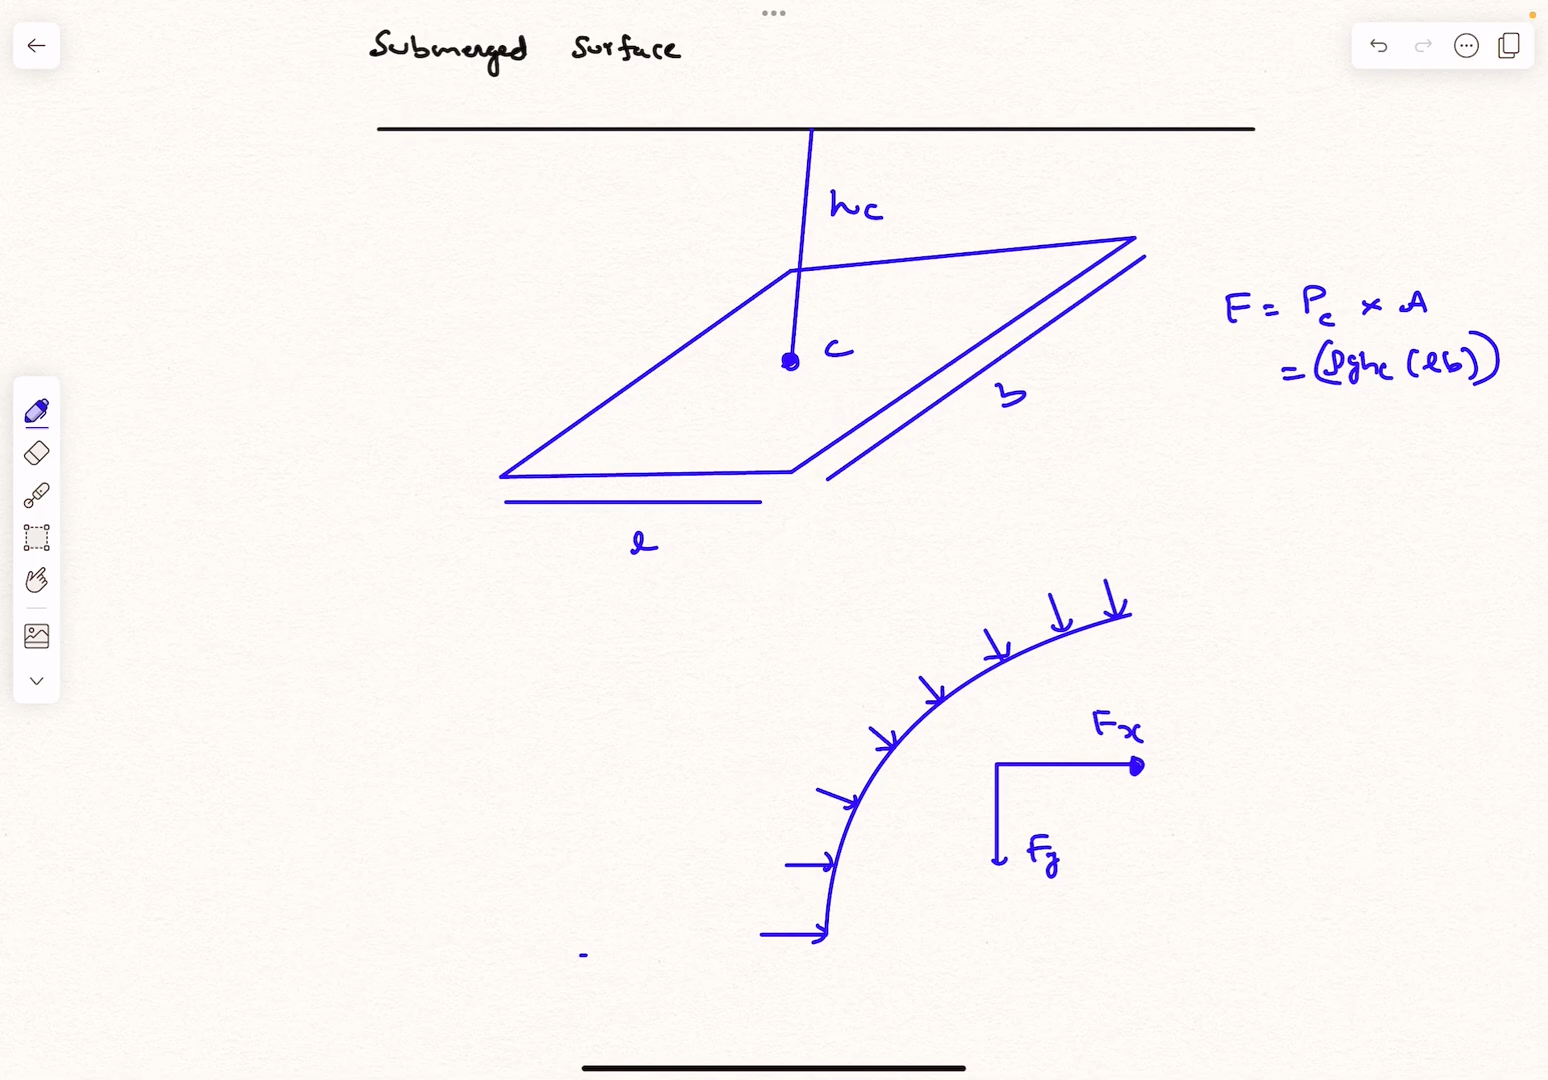 Submerged Surface
hc
F = Pc × A
= (ρghc (lb))
c
b
l
Fx
Fy